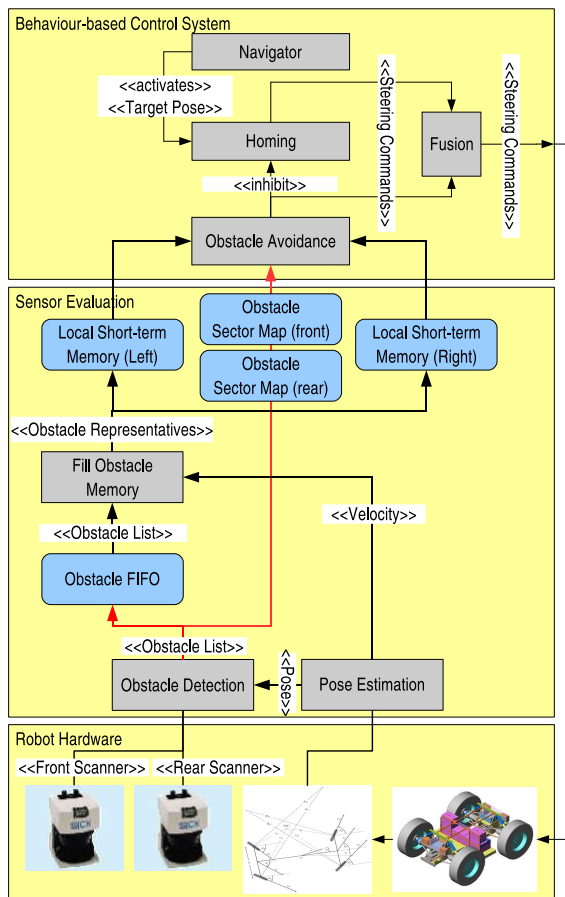 Behaviour-based Control System
Navigator
<<activates>>
<<Target Pose>>
Homing
<<Steering Commands>>
Fusion
<<Steering Commands>>
<<inhibit>>
Obstacle Avoidance
Sensor Evaluation
Obstacle
Sector Map (front)
Local Short-term
Memory (Left)
Local Short-term
Memory (Right)
Obstacle
Sector Map (rear)
<<Obstacle Representatives>>
Fill Obstacle
Memory
<<Velocity>>
<<Obstacle List>>
Obstacle FIFO
<<Obstacle List>>
<<Pose>>
Obstacle Detection
Pose Estimation
Robot Hardware
<<Front Scanner>>
<<Rear Scanner>>
SICK
SICK